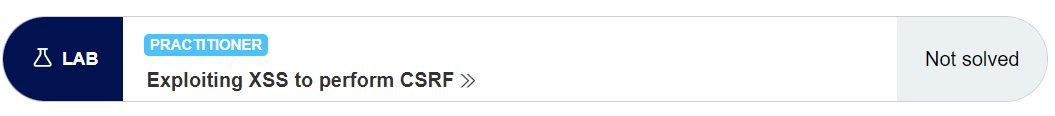 LAB
PRACTITIONER
Exploiting XSS to perform CSRF
Not solved